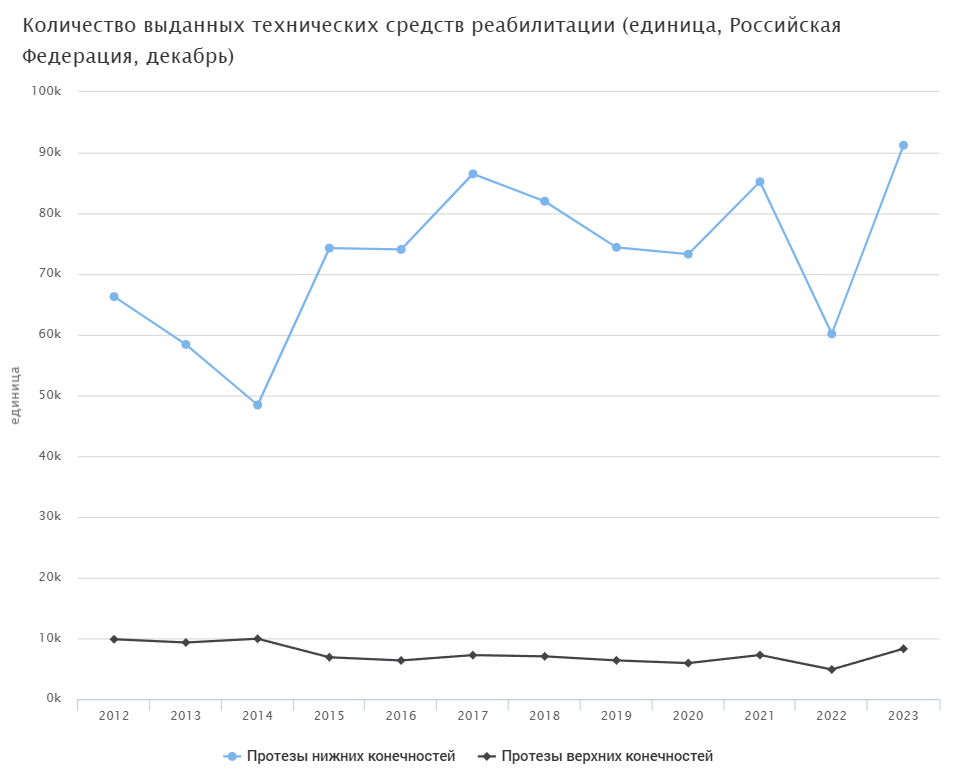 Количество выданных технических средств реабилитации (единица, Российская
Федерация, декабрь)
100k
90k
80k
70k
60k
50k
40k
30k
20k
10k
0k
единица
2012 2013 2014 2015 2016 2017 2018 2019 2020 2021 2022 2023
Протезы нижних конечностей Протезы верхних конечностей